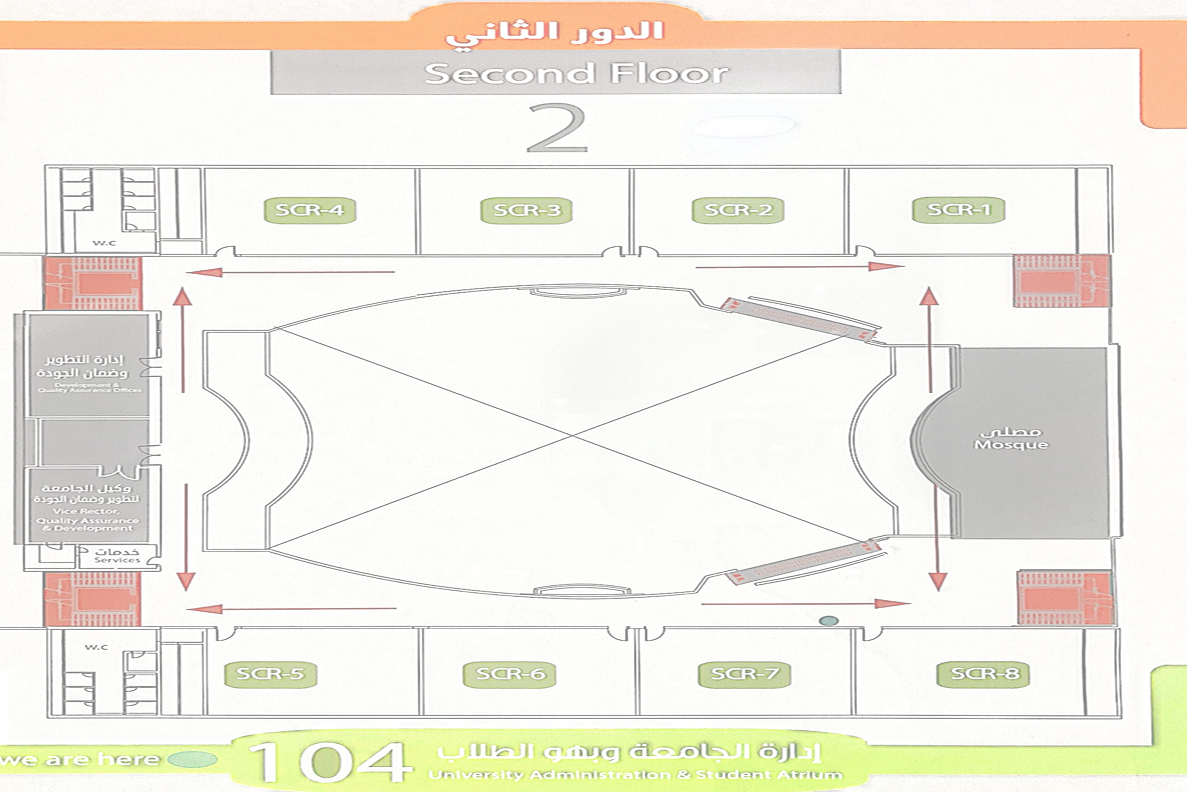 الدور الثاني
Second Floor
2
SCR-4
SCR-3
SCR-2
SCR-1
w.c
إدارة التطوير
وضمان الجودة
Development &
Quality Assurance Offices
مصلى
Mosque
وكيل الجامعة
لتطوير وضمان الجودة
Vice Rector,
Quality Assurance
& Development
خدمات
Services
w.c
SCR-5
SCR-6
SCR-7
SCR-8
we are here
104
إدارة الجامعة وبهو الطلاب
University Administration & Student Atrium